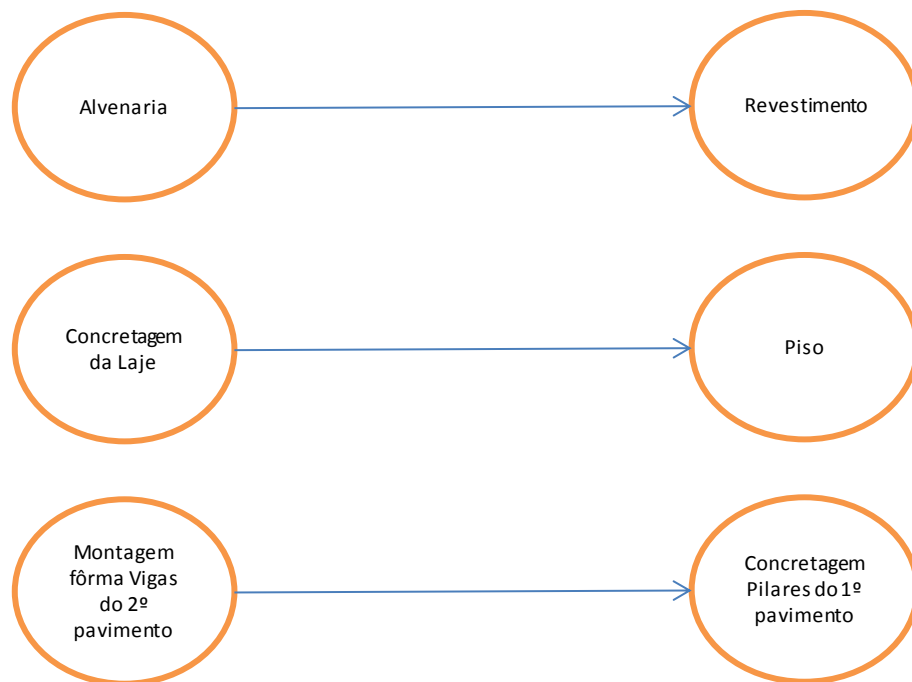 Alvenaria
Revestimento
Concretagem
da Laje
Piso
Montagem
fôrma Vigas
do 2º
pavimento
Concretagem
Pilares do 1º
pavimento